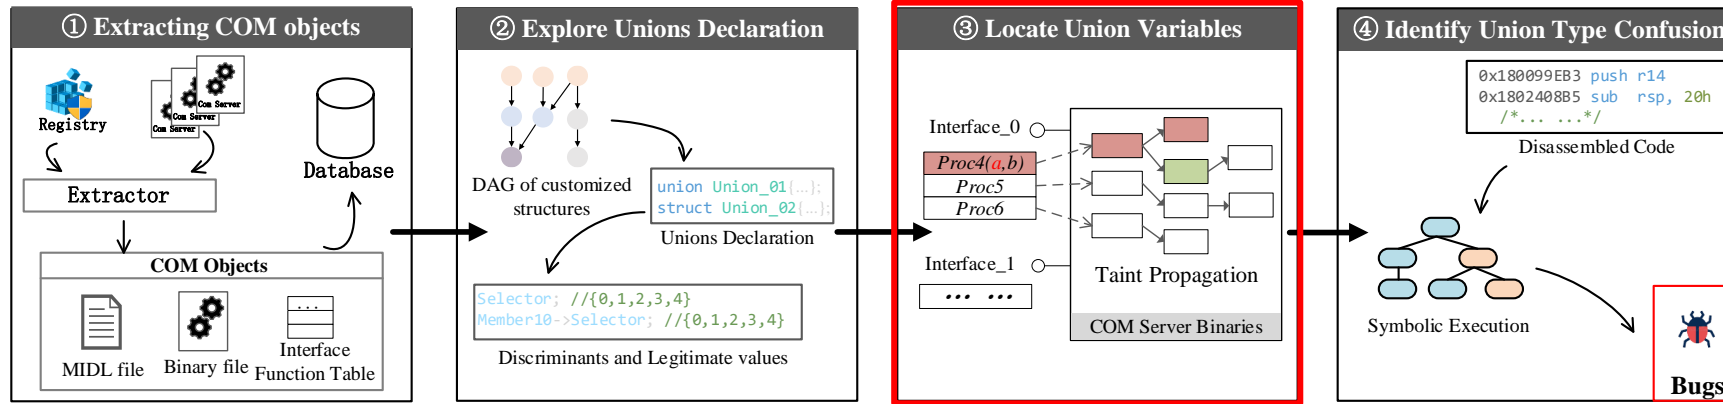 ① Extracting COM objects
Registry
Com Server
Com Server
Com Server
Database
Extractor
COM Objects
MIDL file
Binary file
Interface
Function Table
② Explore Unions Declaration
DAG of customized
structures
union Union_01{...};
struct Union_02{...};
Unions Declaration
Selector; //{0,1,2,3,4}
Member10->Selector; //{0,1,2,3,4}
Discriminants and Legitimate values
③ Locate Union Variables
Interface_0
Proc4(a,b)
Proc5
Proc6
Interface_1
... ...
Taint Propagation
COM Server Binaries
④ Identify Union Type Confusion
0x180099EB3 push r14
0x1802408B5 sub rsp, 20h
/*... ...*/
Disassembled Code
Symbolic Execution
Bugs